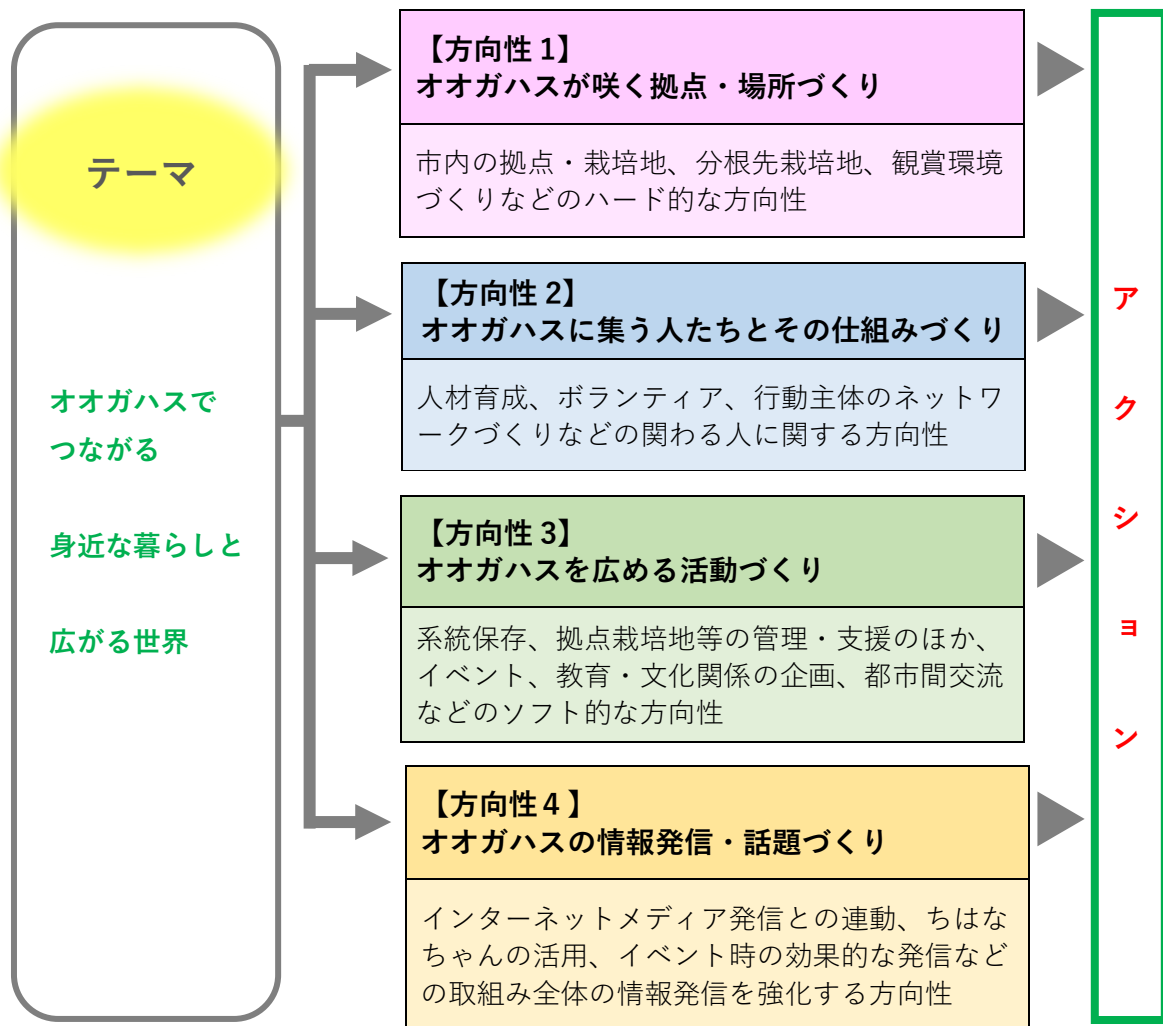 テーマ
オオガハスで
つながる
身近な暮らしと
広がる世界
【方向性 1】
オオガハスが咲く拠点・場所づくり
市内の拠点・栽培地、分根先栽培地、観賞環境
づくりなどのハード的な方向性
【方向性 2】
オオガハスに集う人たちとその仕組みづくり
人材育成、ボランティア、行動主体のネットワ
ークづくりなどの関わる人に関する方向性
【方向性 3】
オオガハスを広める活動づくり
系統保存、拠点栽培地等の管理・支援のほか、
イベント、教育・文化関係の企画、都市間交流
などのソフト的な方向性
【方向性４】
オオガハスの情報発信・話題づくり
インターネットメディア発信との連動、ちはな
ちゃんの活用、イベント時の効果的な発信など
の取組み全体の情報発信を強化する方向性
アクション